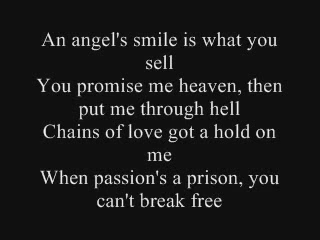 An angel's smile is what you
sell
You promise me heaven, then
put me through hell
Chains of love got a hold on
me
When passion's a prison, you
can't break free